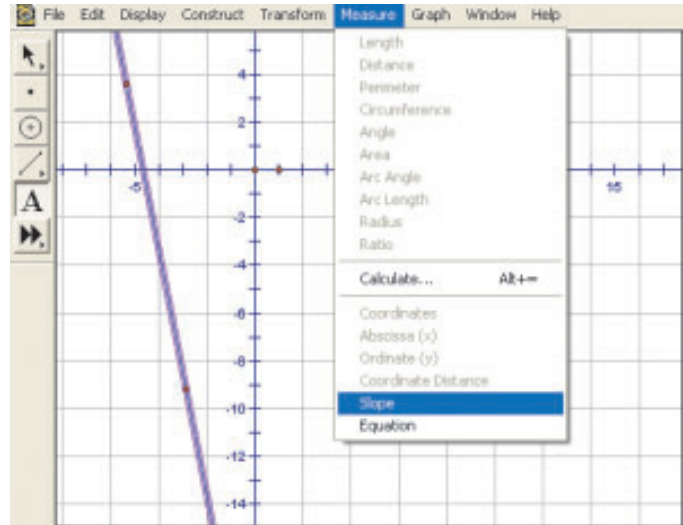 File Edit Display Construct Transform Measure Graph Window Help
Length
Distance
Perimeter
Circumference
Angle
Area
Arc Angle
Arc Length
Radius
Ratio
Calculate... Alt+=
Coordinates
Abscissa (x)
Ordinate (y)
Coordinate Distance
Slope
Equation
A
4
2
-5
15
-2
-4
-6
-8
-10
-12
-14